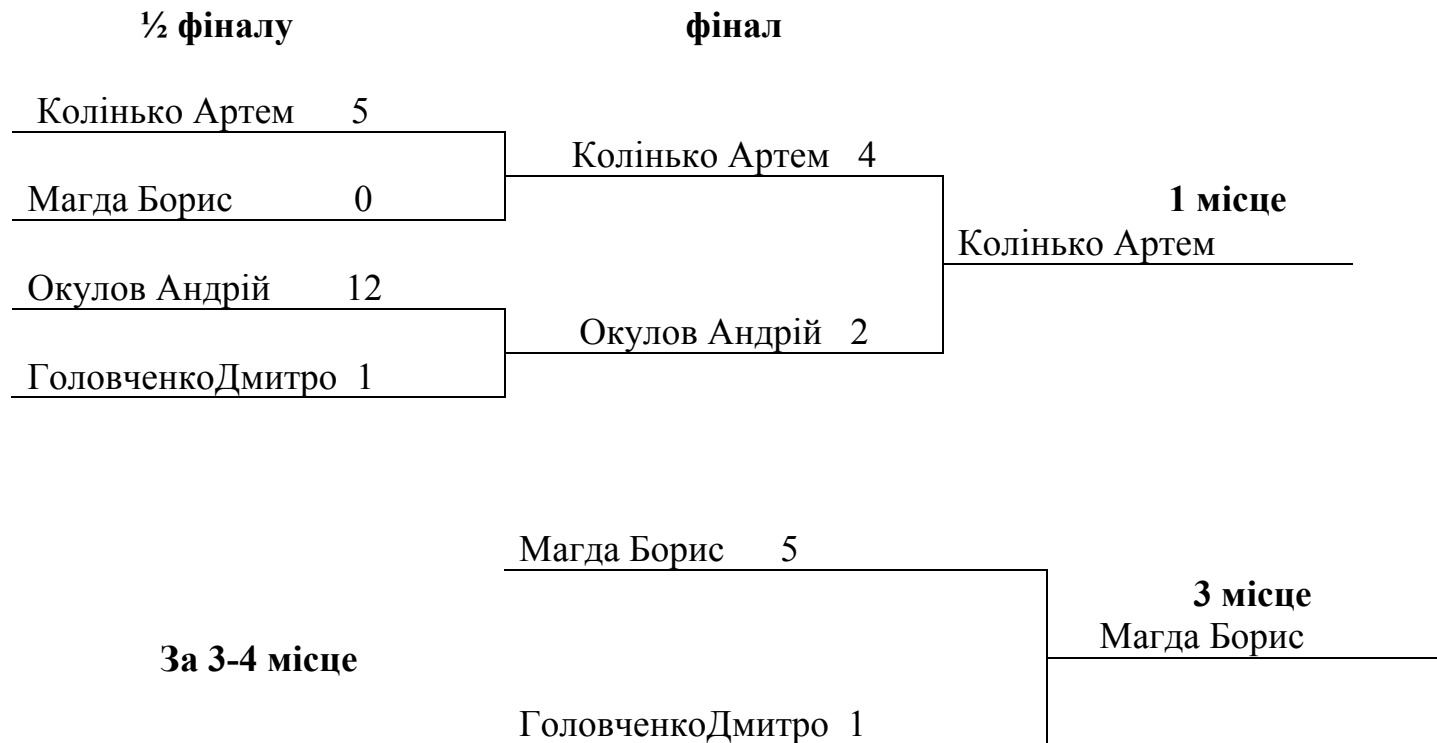 ½ фіналу фінал
Колінько Артем 5
Колінько Артем 4
Магда Борис 0
1 місце
Колінько Артем
Окулов Андрій 12
Окулов Андрій 2
ГоловченкоДмитро 1
Магда Борис 5
3 місце
Магда Борис
За 3-4 місце
ГоловченкоДмитро 1